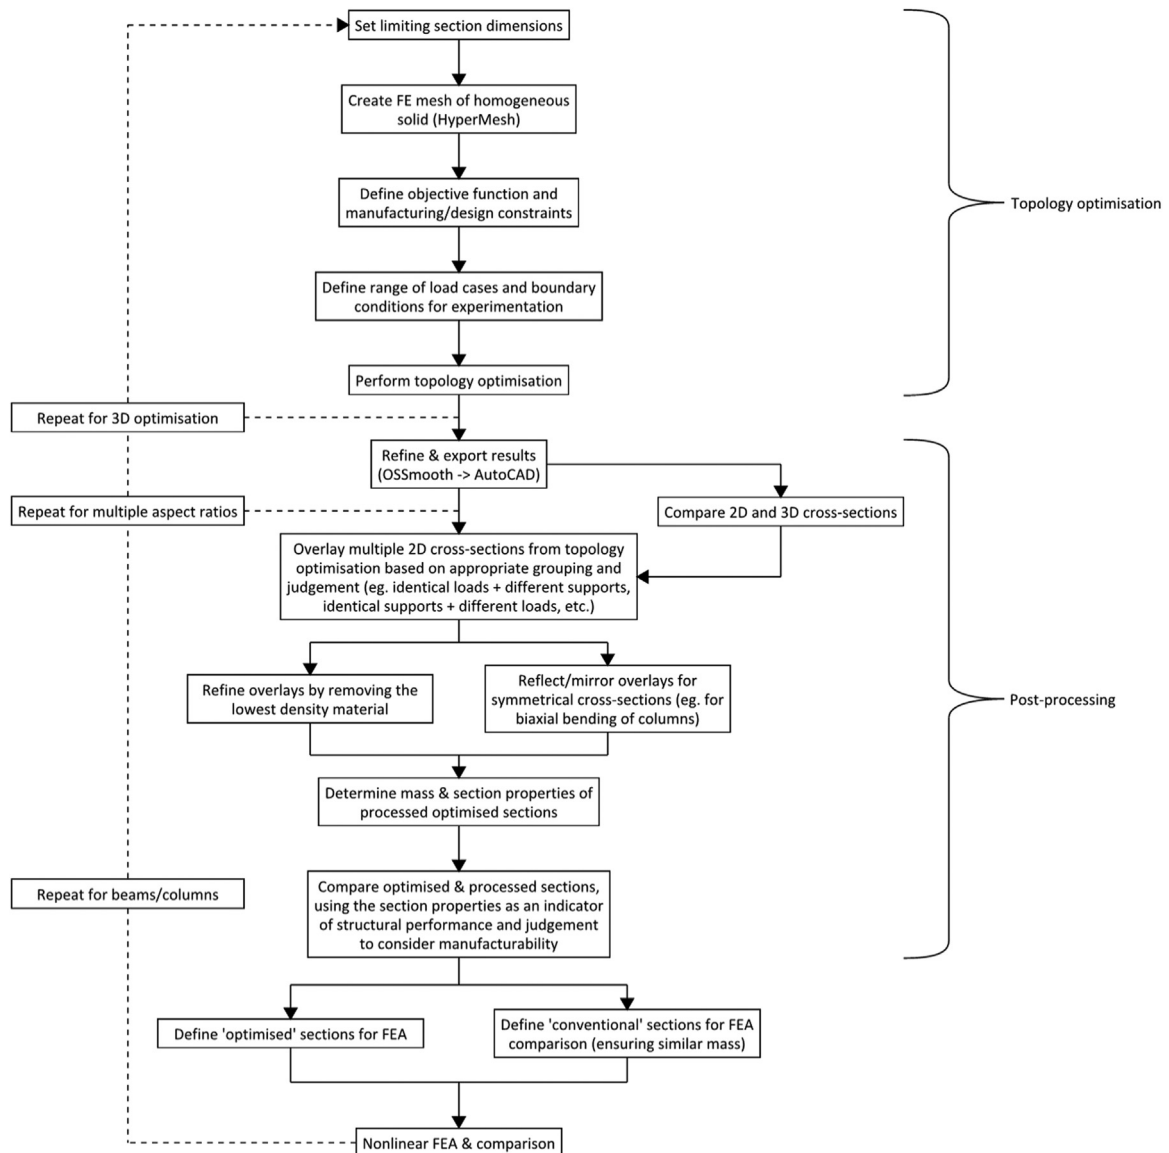 Set limiting section dimensions
Create FE mesh of homogeneous
solid (HyperMesh)
Define objective function and
manufacturing/design constraints
Topology optimisation
Define range of load cases and boundary
conditions for experimentation
Perform topology optimisation
Repeat for 3D optimisation
Refine & export results
(OSSmooth -> AutoCAD)
Repeat for multiple aspect ratios
Compare 2D and 3D cross-sections
Overlay multiple 2D cross-sections from topology
optimisation based on appropriate grouping and
judgement (eg. identical loads + different supports,
identical supports + different loads, etc.)
Refine overlays by removing the
lowest density material
Reflect/mirror overlays for
symmetrical cross-sections (eg. for
biaxial bending of columns)
Post-processing
Determine mass & section properties of
processed optimised sections
Repeat for beams/columns
Compare optimised & processed sections,
using the section properties as an indicator
of structural performance and judgement
to consider manufacturability
Define 'optimised' sections for FEA
Define 'conventional' sections for FEA
comparison (ensuring similar mass)
Nonlinear FEA & comparison